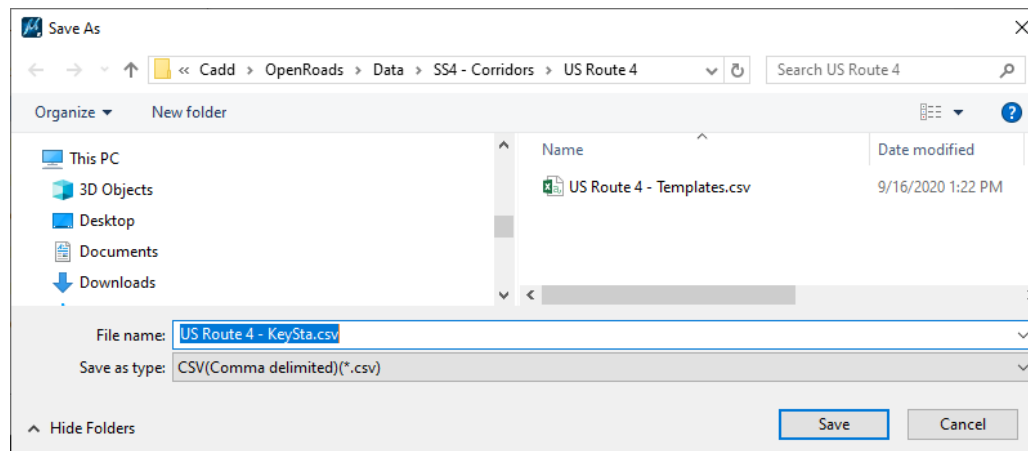 Save As
« Cadd › OpenRoads › Data › SS4 - Corridors › US Route 4
Search US Route 4
Organize
New folder
This PC
3D Objects
Desktop
Documents
Downloads
Name
Date modified
US Route 4 - Templates.csv
9/16/2020 1:22 PM
File name: US Route 4 - KeySta.csv
Save as type: CSV(Comma delimited)(*.csv)
Hide Folders
Save
Cancel